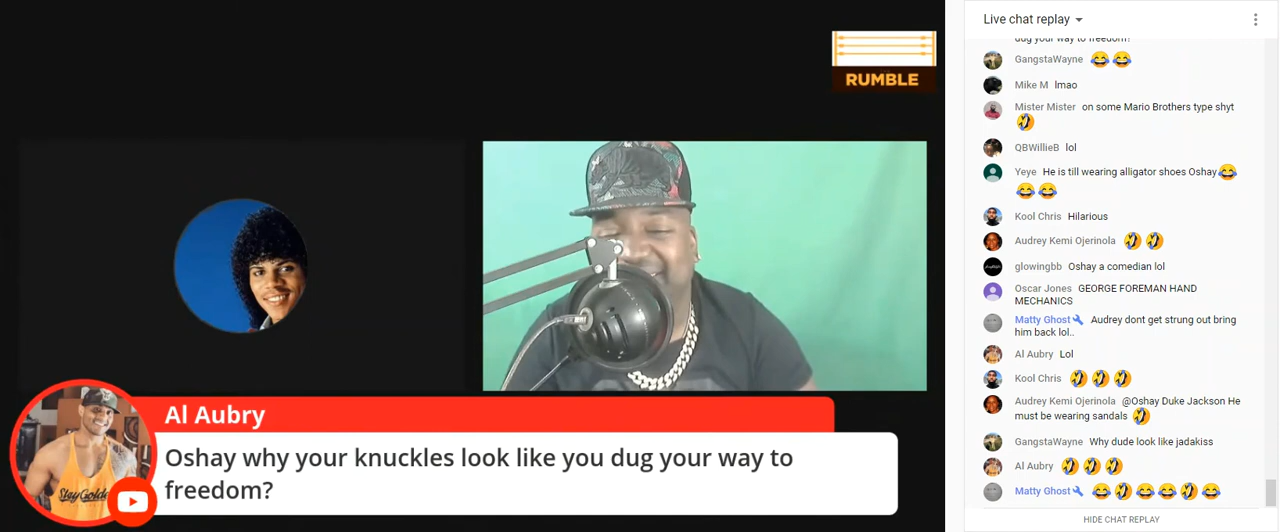 RUMBLE
Al Aubry
Oshay why your knuckles look like you dug your way to
freedom?
StayGolden
Live chat replay
dug your way to freedom?
GangstaWayne 😂😂
Mike M lmao
Mister Mister on some Mario Brothers type shyt
🤣
QBWillieB lol
Yeye He is till wearing alligator shoes Oshay😂
😂😂
Kool Chris Hilarious
Audrey Kemi Ojerinola 🤣🤣
glowingbb Oshay a comedian lol
Oscar Jones GEORGE FOREMAN HAND
MECHANICS
Matty Ghost Audrey dont get strung out bring
him back lol..
Al Aubry Lol
Kool Chris 🤣🤣🤣
Audrey Kemi Ojerinola @Oshay Duke Jackson He
must be wearing sandals 🤣
GangstaWayne Why dude look like jadakiss
Al Aubry 🤣🤣🤣
Matty Ghost 😂🤣😂😂🤣😂
HIDE CHAT REPLAY